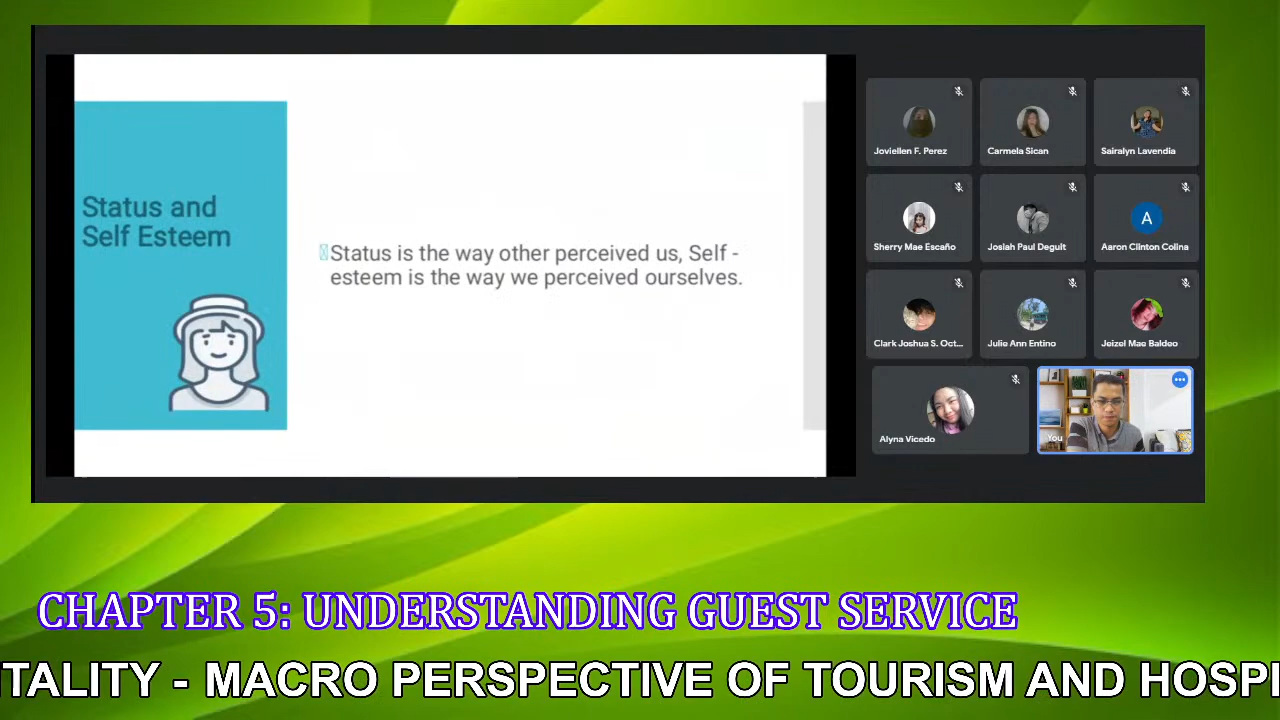 Status and
Self Esteem
Status is the way other perceived us, Self -
esteem is the way we perceived ourselves.
Joviellen F. Perez
Carmela Sican
Sairalyn Lavendia
Sherry Mae Escaño
Josiah Paul Degult
A
Aaron Clinton Colina
Clark Joshua S. Oct...
Julie Ann Entino
Jeizel Mae Baldeo
Alyna Vicedo
You
CHAPTER 5: UNDERSTANDING GUEST SERVICE
ITALITY - MACRO PERSPECTIVE OF TOURISM AND HOSPI